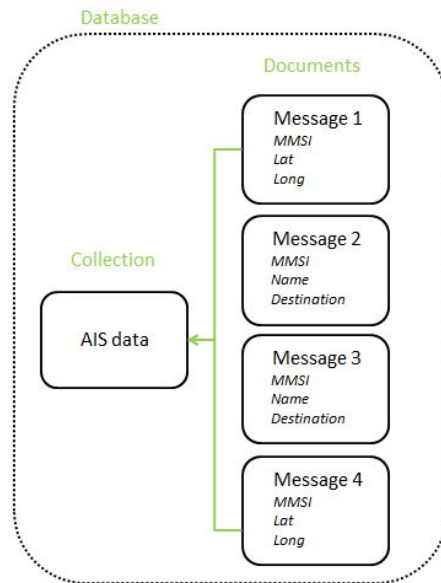 Database
Documents
Message 1
MMSI
Lat
Long
Message 2
MMSI
Name
Destination
Collection
AIS data
Message 3
MMSI
Name
Destination
Message 4
MMSI
Lat
Long